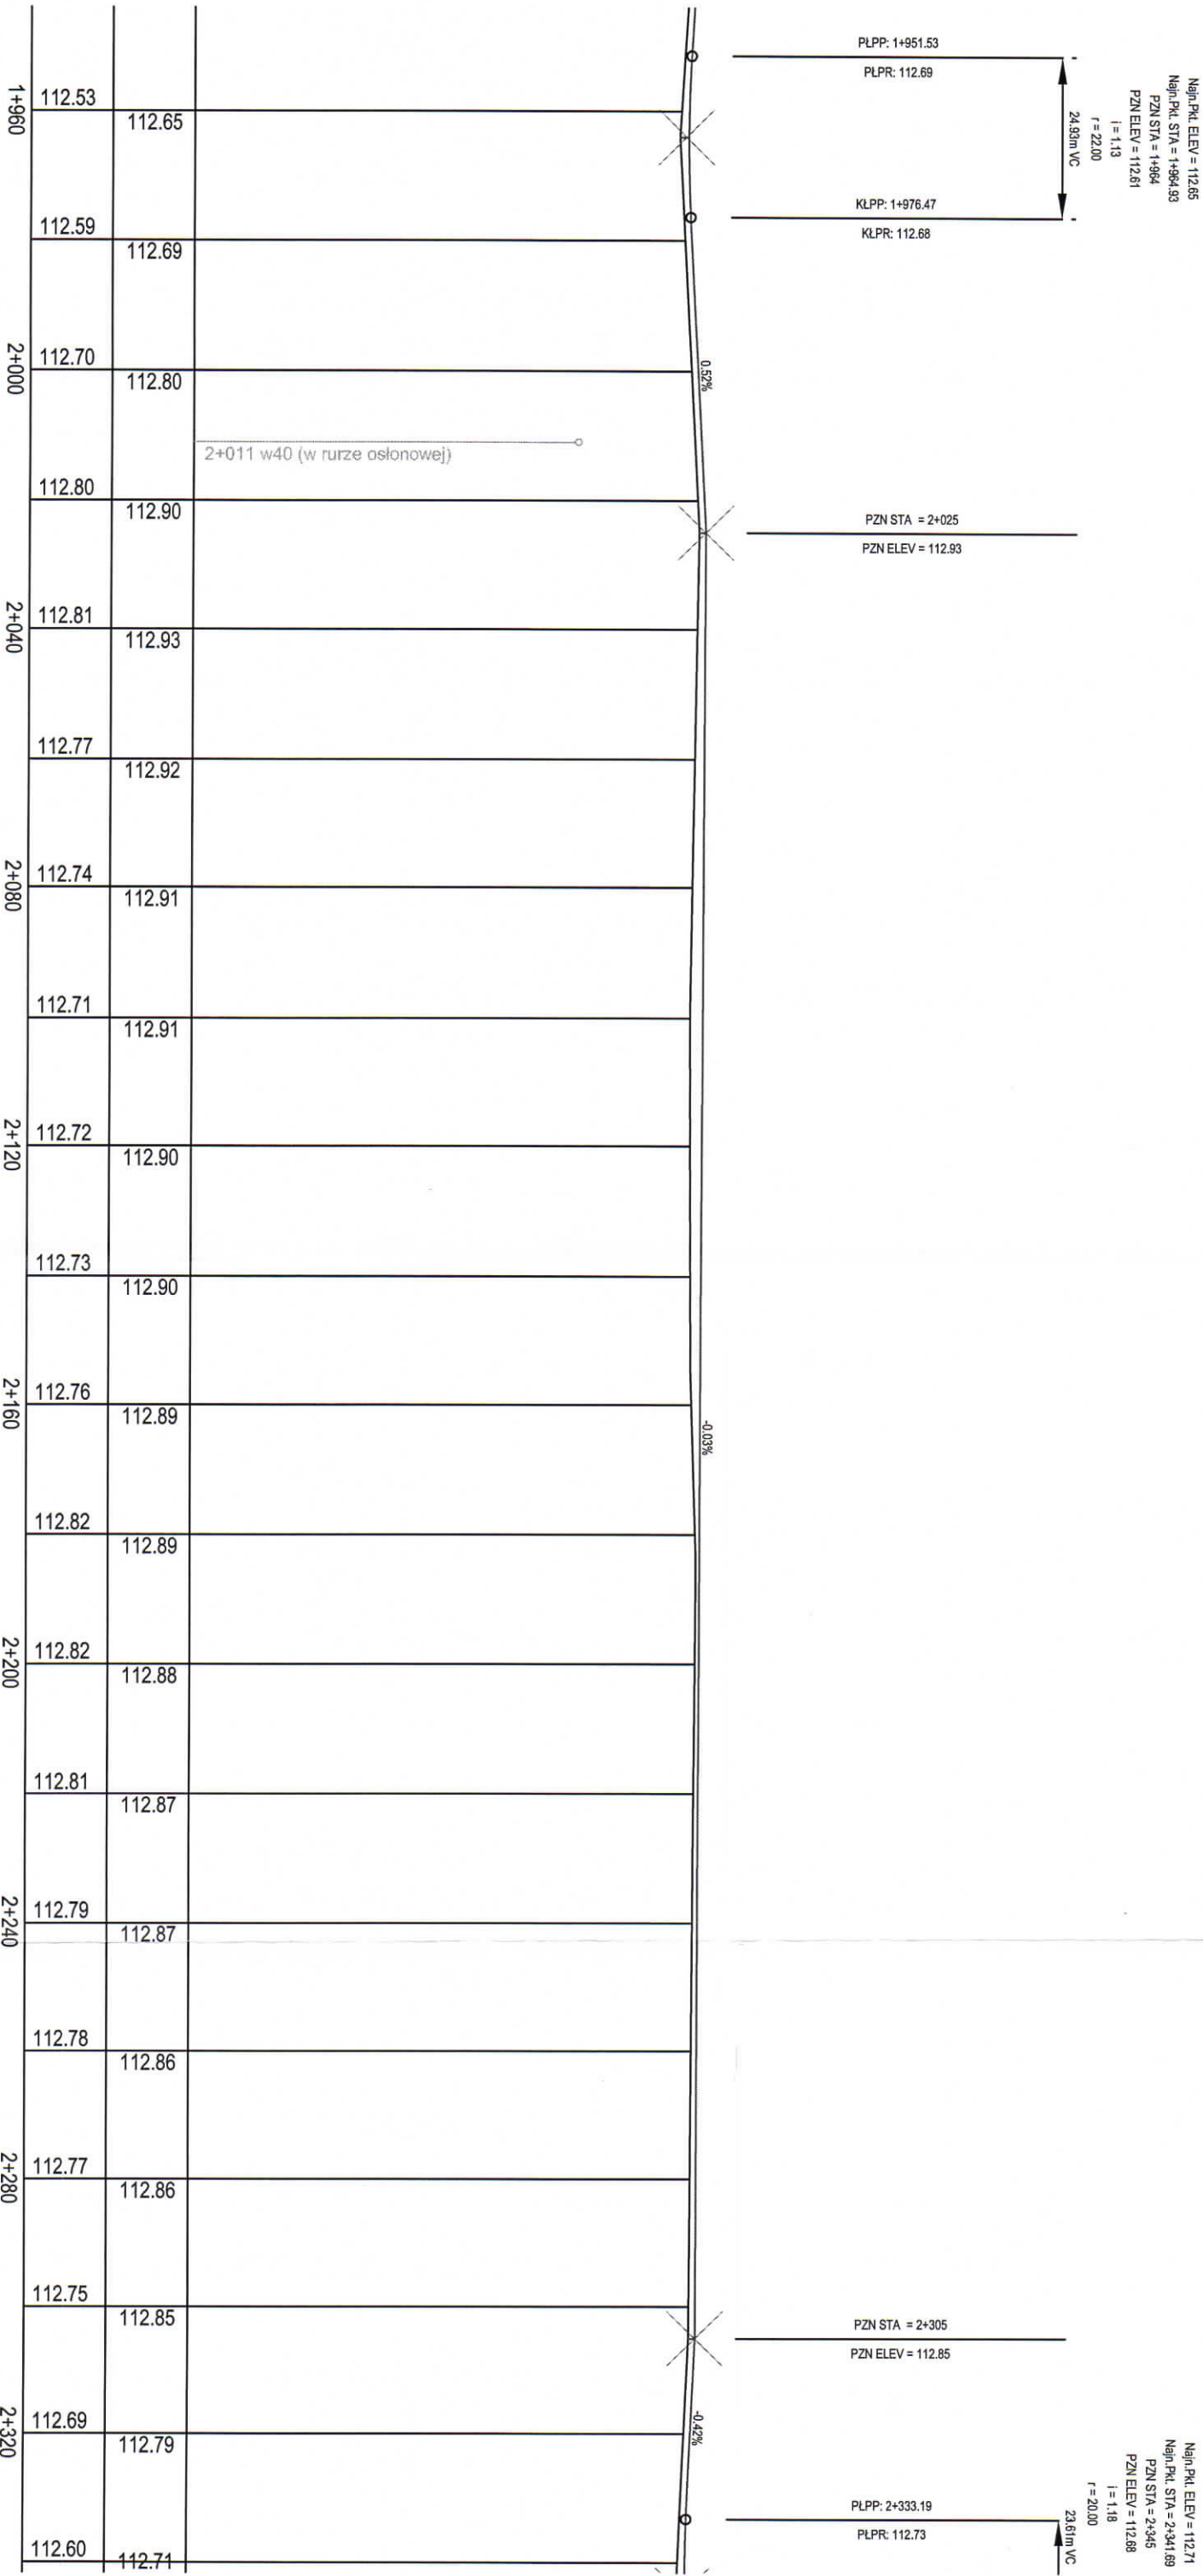 Najn.Pkt. ELEV = 112.65
Najn.Pkt. STA = 1+964.93
PZN STA = 1+964
PZN ELEV = 112.61
i = 1.13
r = 22.00
24.93m VC
PŁPP: 1+951.53
PŁPR: 112.69
KŁPP: 1+976.47
KŁPR: 112.68
1+960
112.53
112.65
112.59
112.69
2+000
112.70
112.80
0.52%
2+011 w40 (w rurze osłonowej)
112.80
112.90
PZN STA = 2+025
PZN ELEV = 112.93
2+040
112.81
112.93
112.77
112.92
2+080
112.74
112.91
112.71
112.91
2+120
112.72
112.90
112.73
112.90
2+160
112.76
112.89
-0.03%
112.82
112.89
2+200
112.82
112.88
112.81
112.87
2+240
112.79
112.87
112.78
112.86
2+280
112.77
112.86
112.75
112.85
PZN STA = 2+305
PZN ELEV = 112.85
2+320
112.69
112.79
-0.42%
Najn.Pkt. ELEV = 112.71
Najn.Pkt. STA = 2+341.69
PZN STA = 2+345
PZN ELEV = 112.68
i = 1.18
r = 20.00
23.61m VC
PŁPP: 2+333.19
PŁPR: 112.73
112.60
112.71